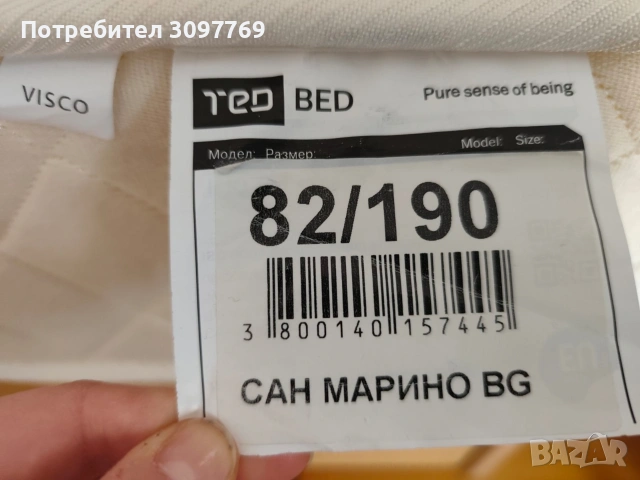 Потребител 3097769
VISCO
TED BED Pure sense of being
Модел: Размер: Model: Size:
82/190
3 800140 157445
САН МАРИНО BG
BAZAR